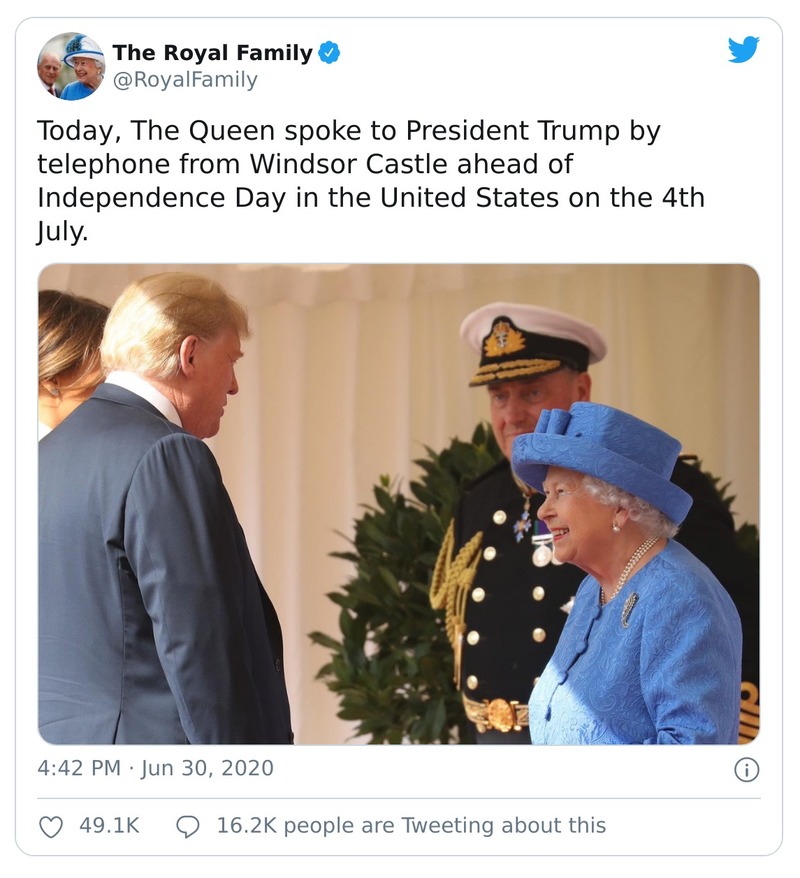 The Royal Family
@RoyalFamily
Today, The Queen spoke to President Trump by
telephone from Windsor Castle ahead of
Independence Day in the United States on the 4th
July.
4:42 PM · Jun 30, 2020
49.1K
16.2K people are Tweeting about this